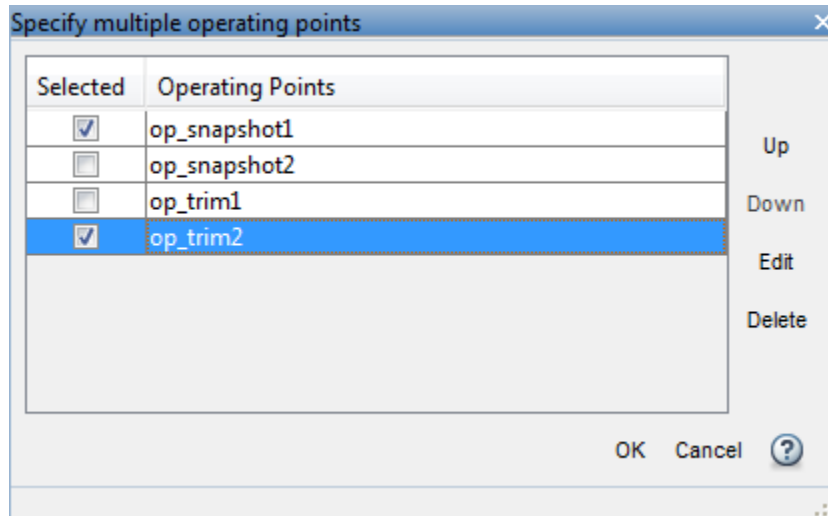 Specify multiple operating points
Selected Operating Points
op_snapshot1
op_snapshot2
op_trim1
op_trim2
Up
Down
Edit
Delete
OK Cancel ?